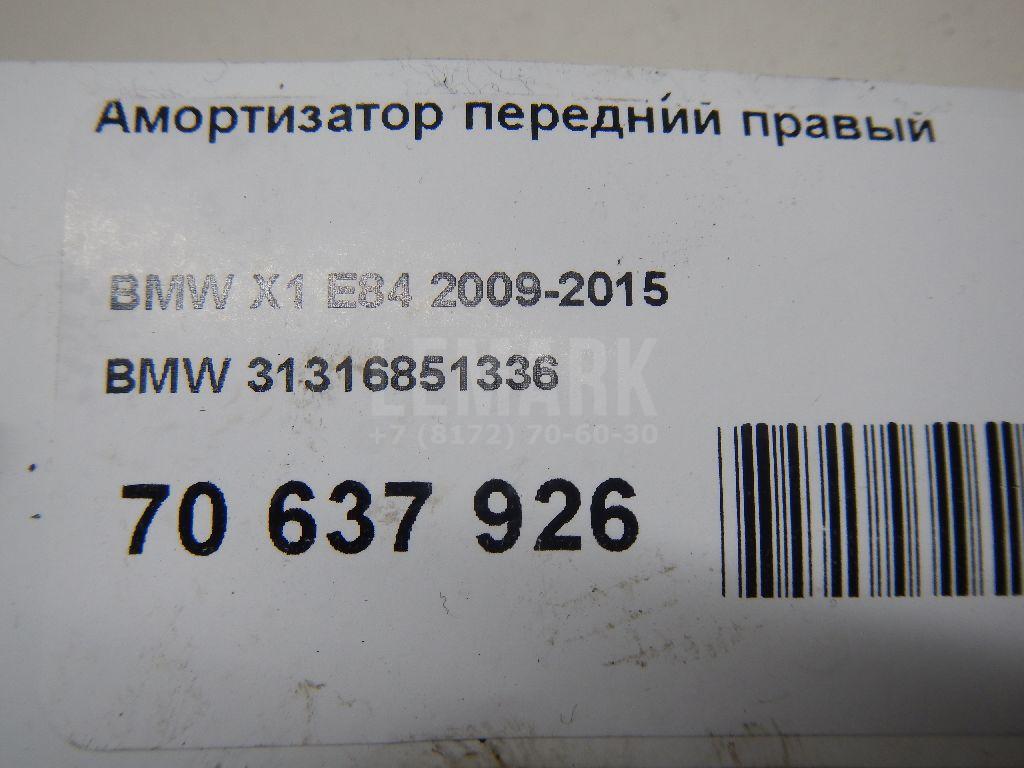 Амортизатор передний правый
BMW X1 E84 2009-2015
BMW 31316851336
LEMARK
+7 (8172) 70-60-30
70 637 926